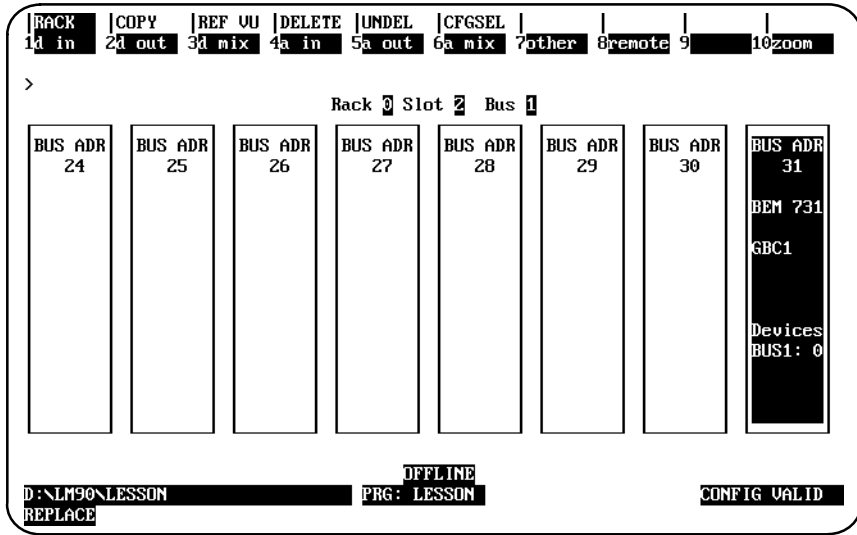 |RACK |COPY |REF VU |DELETE |UNDEL |CFGSEL | | | |
1d in 2d out 3d mix 4a in 5a out 6a mix 7other 8remote 9 10zoom
>
Rack 0 Slot 2 Bus 1
BUS ADR BUS ADR BUS ADR BUS ADR BUS ADR BUS ADR BUS ADR BUS ADR
24 25 26 27 28 29 30 31
BEM 731
GBC1
Devices
BUS1: 0
OFFLINE
D:\LM90\LESSON PRG: LESSON CONFIG VALID
REPLACE